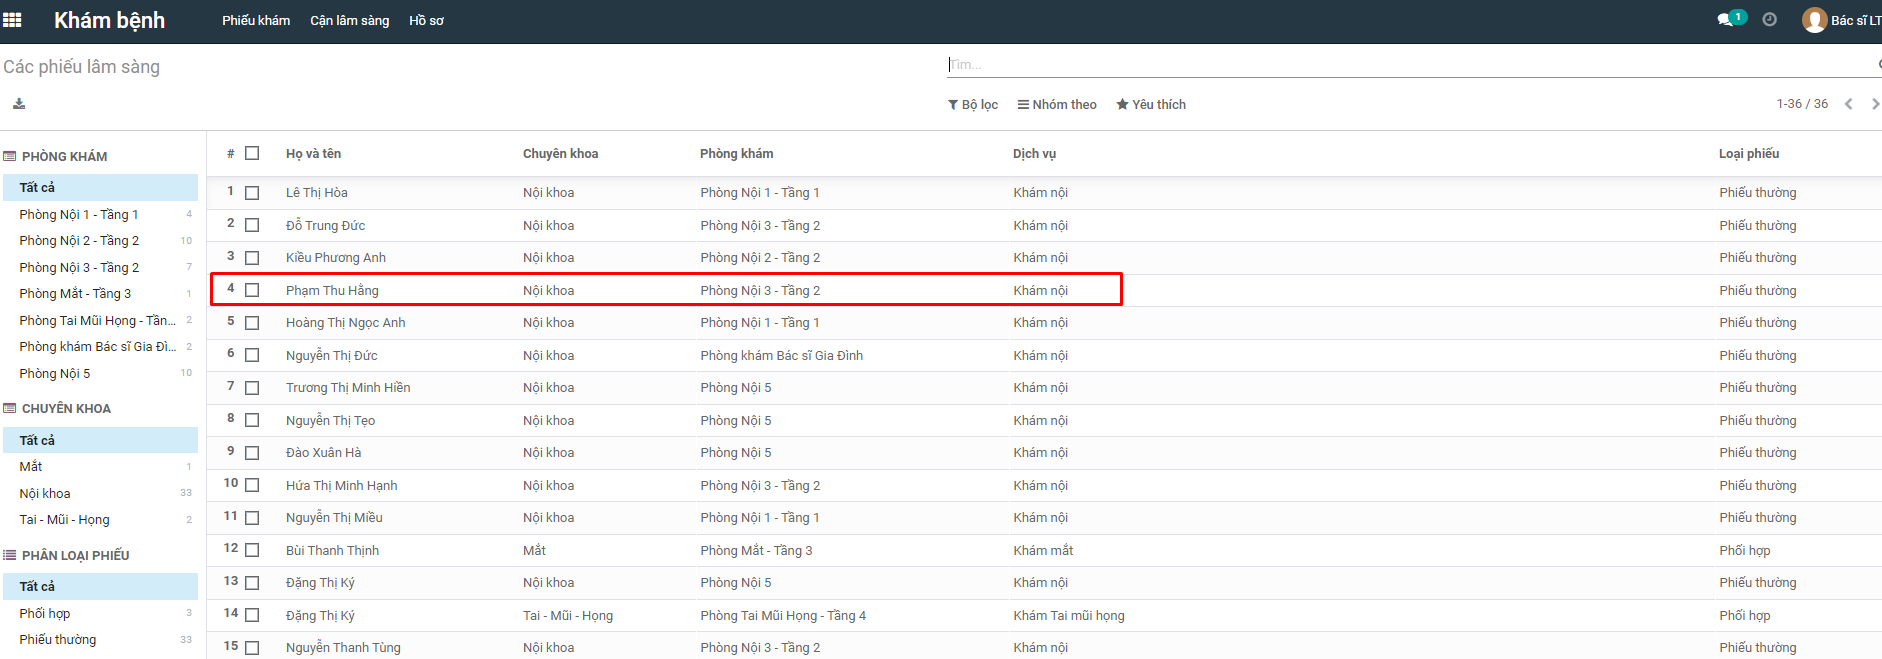 Khám bệnh Phiếu khám Cận lâm sàng Hồ sơ 1 Bác sĩ LT
Các phiếu lâm sàng Tìm...
Bộ lọc Nhóm theo Yêu thích 1-36 / 36
PHÒNG KHÁM
Tất cả
Phòng Nội 1 - Tầng 1 4
Phòng Nội 2 - Tầng 2 10
Phòng Nội 3 - Tầng 2 7
Phòng Mắt - Tầng 3 1
Phòng Tai Mũi Họng - Tần... 2
Phòng khám Bác sĩ Gia Đì... 2
Phòng Nội 5 10
CHUYÊN KHOA
Tất cả
Mắt 1
Nội khoa 33
Tai - Mũi - Họng 2
PHÂN LOẠI PHIẾU
Tất cả
Phối hợp 3
Phiếu thường 33
# Họ và tên Chuyên khoa Phòng khám Dịch vụ Loại phiếu
1 Lê Thị Hòa Nội khoa Phòng Nội 1 - Tầng 1 Khám nội Phiếu thường
2 Đỗ Trung Đức Nội khoa Phòng Nội 3 - Tầng 2 Khám nội Phiếu thường
3 Kiều Phương Anh Nội khoa Phòng Nội 2 - Tầng 2 Khám nội Phiếu thường
4 Phạm Thu Hằng Nội khoa Phòng Nội 3 - Tầng 2 Khám nội Phiếu thường
5 Hoàng Thị Ngọc Anh Nội khoa Phòng Nội 1 - Tầng 1 Khám nội Phiếu thường
6 Nguyễn Thị Đức Nội khoa Phòng khám Bác sĩ Gia Đình Khám nội Phiếu thường
7 Trương Thị Minh Hiền Nội khoa Phòng Nội 5 Khám nội Phiếu thường
8 Nguyễn Thị Tẹo Nội khoa Phòng Nội 5 Khám nội Phiếu thường
9 Đào Xuân Hà Nội khoa Phòng Nội 5 Khám nội Phiếu thường
10 Hứa Thị Minh Hạnh Nội khoa Phòng Nội 3 - Tầng 2 Khám nội Phiếu thường
11 Nguyễn Thị Miều Nội khoa Phòng Nội 1 - Tầng 1 Khám nội Phiếu thường
12 Bùi Thanh Thịnh Mắt Phòng Mắt - Tầng 3 Khám mắt Phối hợp
13 Đặng Thị Ký Nội khoa Phòng Nội 5 Khám nội Phiếu thường
14 Đặng Thị Ký Tai - Mũi - Họng Phòng Tai Mũi Họng - Tầng 4 Khám Tai mũi họng Phối hợp
15 Nguyễn Thanh Tùng Nội khoa Phòng Nội 3 - Tầng 2 Khám nội Phiếu thường